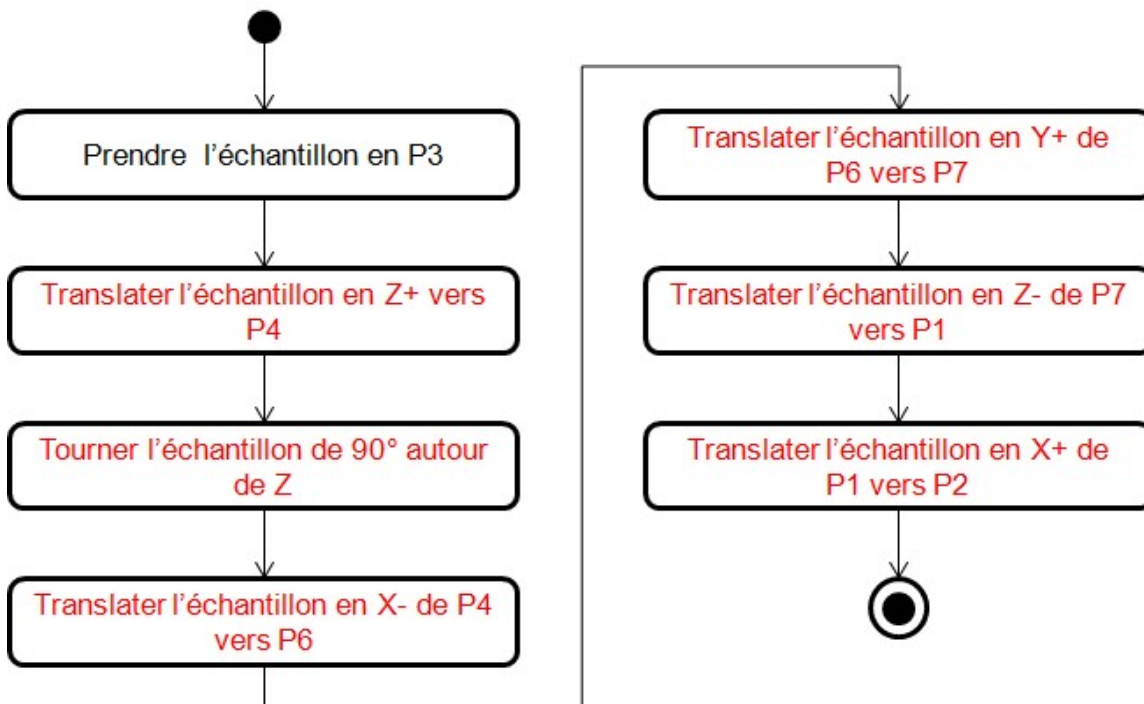 Prendre l’échantillon en P3
Translater l’échantillon en Z+ vers
P4
Tourner l’échantillon de 90° autour
de Z
Translater l’échantillon en X- de P4
vers P6
Translater l’échantillon en Y+ de
P6 vers P7
Translater l’échantillon en Z- de P7
vers P1
Translater l’échantillon en X+ de
P1 vers P2